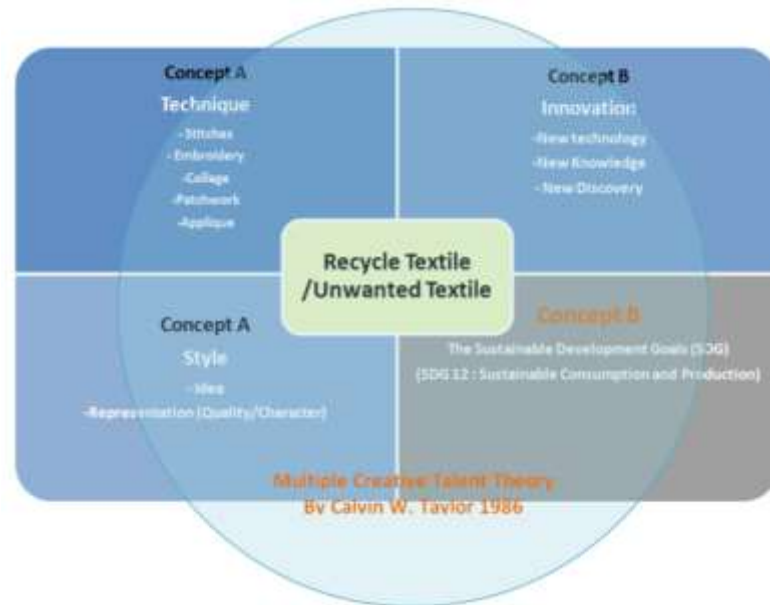 Concept A
Technique
-Stitches
-Embroidery
-Collage
-Patchwork
-Applique
Concept B
Innovation
-New technology
-New Knowledge
- New Discovery
Recycle Textile
/Unwanted Textile
Concept A
Style
- Idea
-Representation (Quality/Character)
Concept B
The Sustainable Development Goals (SDG)
(SDG 12 : Sustainable Consumption and Production)
Multiple Creative Talent Theory
By Calvin W. Taylor 1986